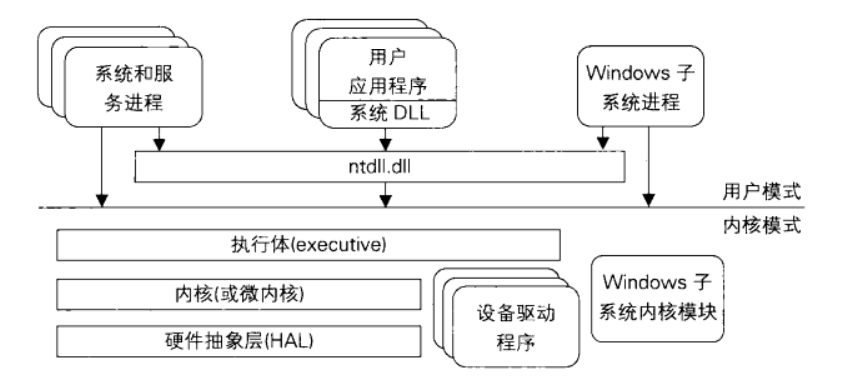 系统和服
务进程
用户
应用程序
系统 DLL
Windows 子
系统进程
ntdll.dll
用户模式
内核模式
执行体(executive)
内核(或微内核)
硬件抽象层(HAL)
设备驱动
程序
Windows 子
系统内核模块